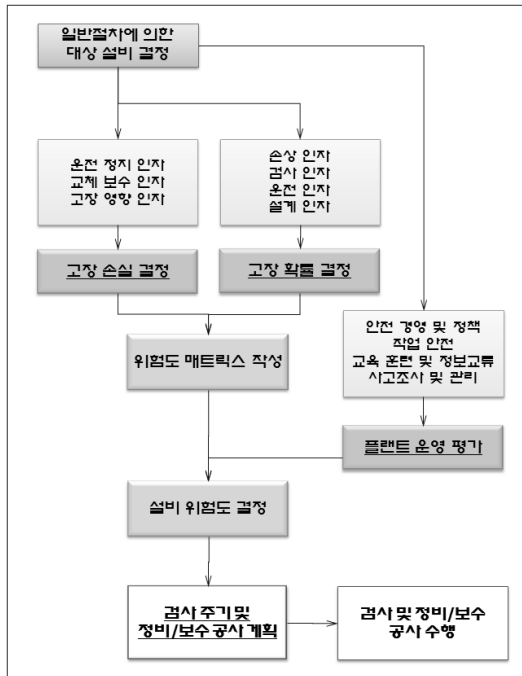 일반절차에 의한
대상 설비 결정
운전 정지 인자
교체 보수 인자
고장 영향 인자
손상 인자
검사 인자
운전 인자
설계 인자
고장 손실 결정
고장 확률 결정
안전 경영 및 정책
작업 안전
교육 훈련 및 정보교류
사고조사 및 관리
위험도 매트릭스 작성
플랜트 운영 평가
설비 위험도 결정
검사 주기 및
정비/보수 공사 계획
검사 및 정비/보수
공사 수행